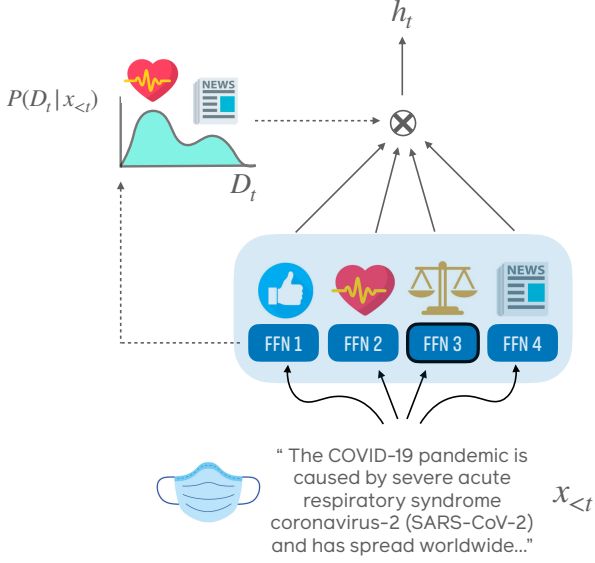 h_t
P(D_t | x_{<t})
NEWS
D_t
NEWS
FFN 1
FFN 2
FFN 3
FFN 4
“ The COVID-19 pandemic is
caused by severe acute
respiratory syndrome
coronavirus-2 (SARS-CoV-2)
and has spread worldwide...”
x_{<t}